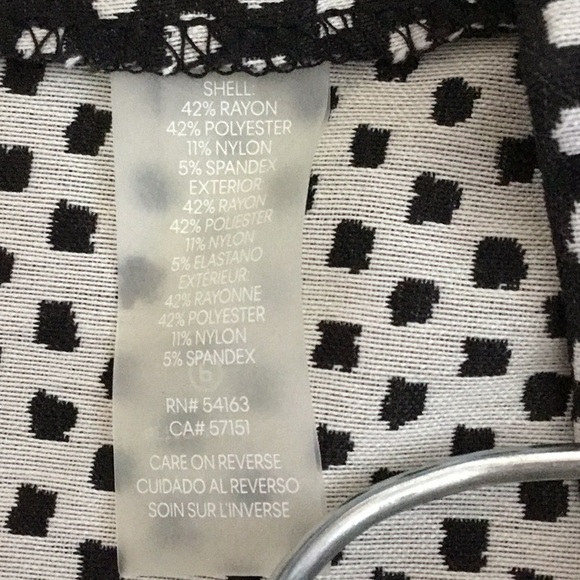 SHELL:
42% RAYON
42% POLYESTER
11% NYLON
5% SPANDEX
EXTERIOR:
42% RAYON
42% POLIESTER
11% NYLON
5% ELASTANO
EXTÉRIEUR:
42% RAYONNE
42% POLYESTER
11% NYLON
5% SPANDEX
RN# 54163
CA# 57151
CARE ON REVERSE
CUIDADO AL REVERSO
SOIN SUR L'INVERSE